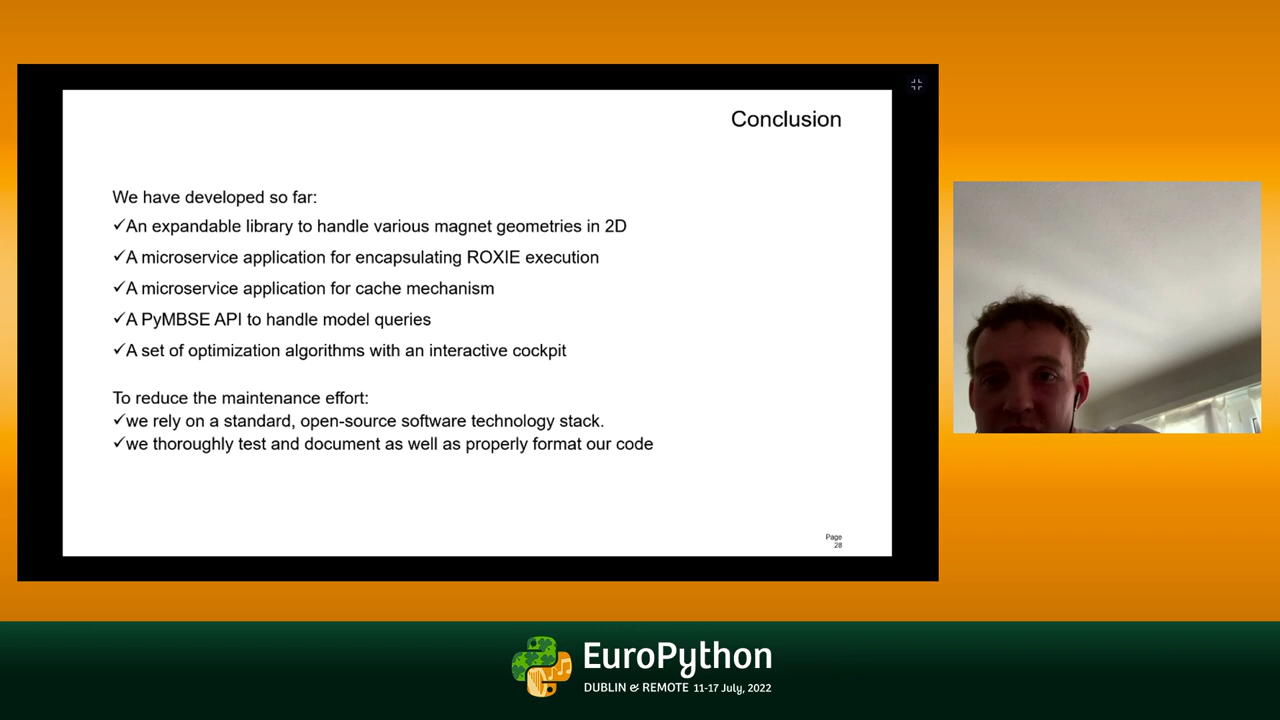 Conclusion
We have developed so far:
✓An expandable library to handle various magnet geometries in 2D
✓A microservice application for encapsulating ROXIE execution
✓A microservice application for cache mechanism
✓A PyMBSE API to handle model queries
✓A set of optimization algorithms with an interactive cockpit
To reduce the maintenance effort:
✓we rely on a standard, open-source software technology stack.
✓we thoroughly test and document as well as properly format our code
Page
28
EuroPython
DUBLIN & REMOTE 11-17 July, 2022